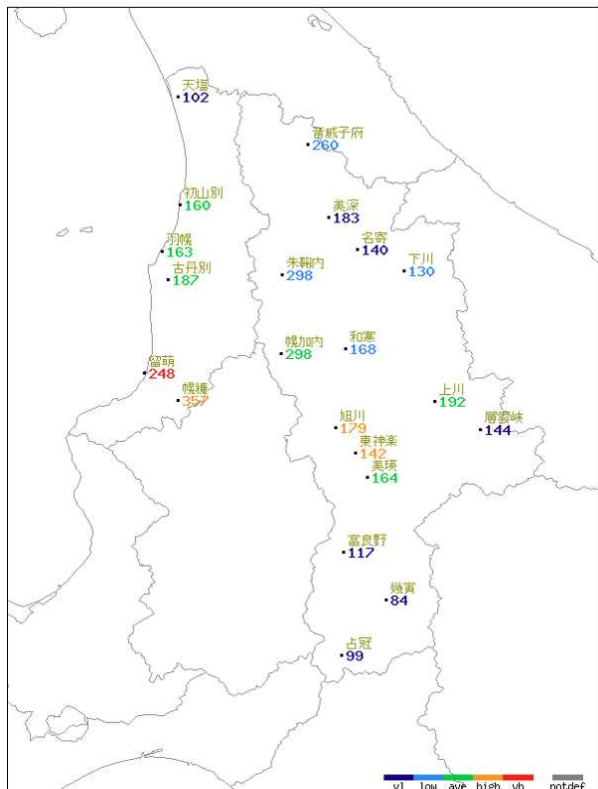 天塩
102
音威子府
260
初山別
160
美深
183
羽幌
163
名寄
140
古丹別
187
朱鞠内
298
下川
130
幌加内
298
和寒
168
留萌
248
幌糠
357
上川
192
旭川
179
層雲峡
144
東神楽
142
美瑛
164
富良野
117
幾寅
84
占冠
99
vl low ave high vh notdef